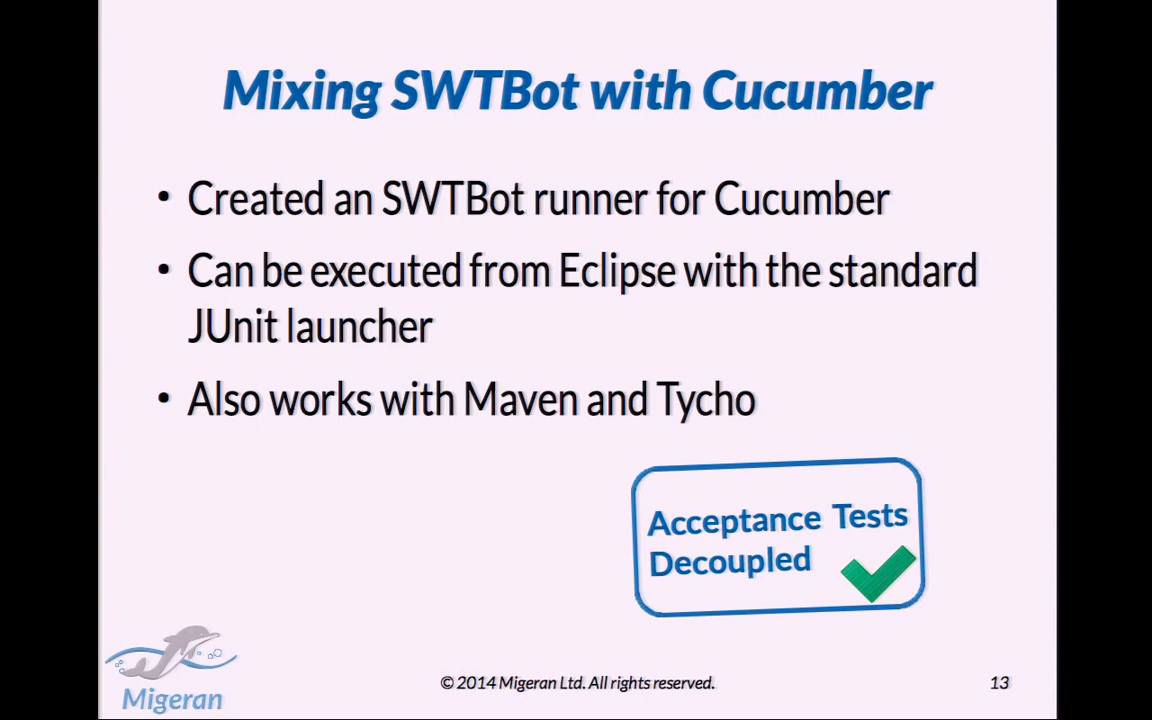 Mixing SWTBot with Cucumber
• Created an SWTBot runner for Cucumber
• Can be executed from Eclipse with the standard
JUnit launcher
• Also works with Maven and Tycho
Acceptance Tests
Decoupled
Migeran
© 2014 Migeran Ltd. All rights reserved.
13